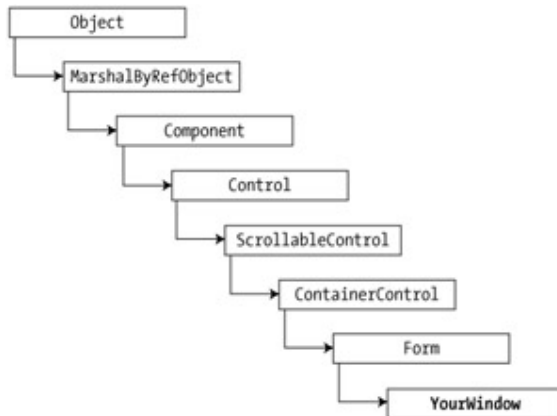 Object
MarshalByRefObject
Component
Control
ScrollableControl
ContainerControl
Form
YourWindow